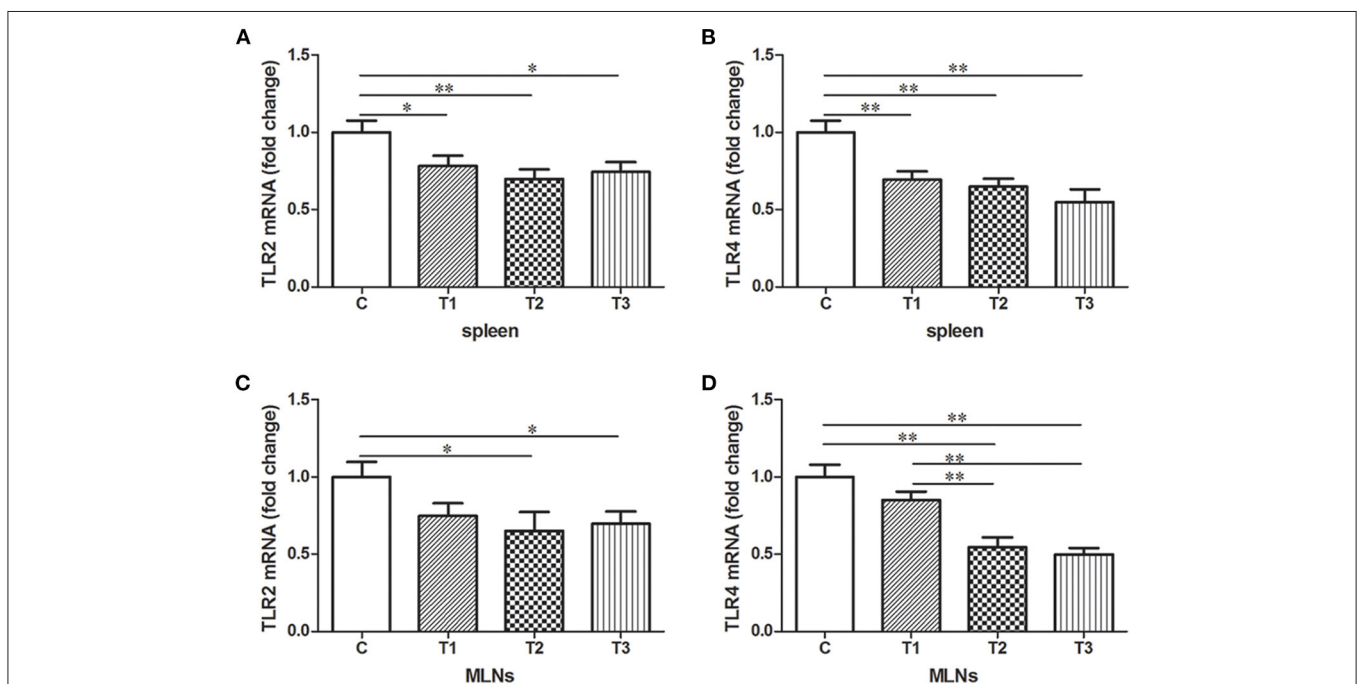 A
TLR2 mRNA (fold change)
1.5
1.0
0.5
0.0
*
**
*
C T1 T2 T3
spleen
B
TLR4 mRNA (fold change)
1.5
1.0
0.5
0.0
**
**
**
C T1 T2 T3
spleen
C
TLR2 mRNA (fold change)
1.5
1.0
0.5
0.0
*
*
C T1 T2 T3
MLNs
D
TLR4 mRNA (fold change)
1.5
1.0
0.5
0.0
**
**
**
**
C T1 T2 T3
MLNs